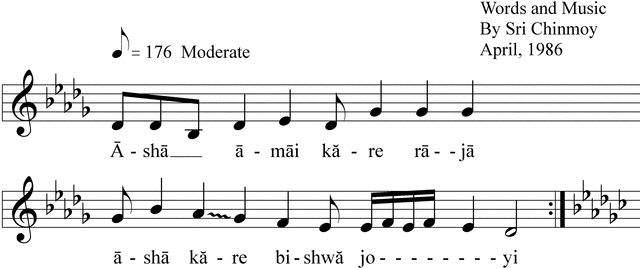 Words and Music
By Sri Chinmoy
April, 1986
= 176 Moderate
Ā - shā ___ ā - māi kă - re rā - jā
ā - shā kă - re bi - shwă jo - - - - - - - - yi